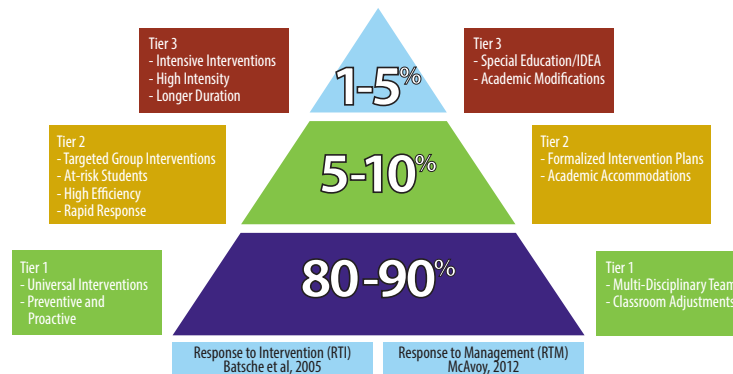 Tier 3
- Intensive Interventions
- High Intensity
- Longer Duration
1-5%
Tier 3
- Special Education/IDEA
- Academic Modifications
Tier 2
- Targeted Group Interventions
- At-risk Students
- High Efficiency
- Rapid Response
5-10%
Tier 2
- Formalized Intervention Plans
- Academic Accommodations
Tier 1
- Universal Interventions
- Preventive and
Proactive
80-90%
Tier 1
- Multi-Disciplinary Team
- Classroom Adjustments
Response to Intervention (RTI)
Batsche et al, 2005
Response to Management (RTM)
McAvoy, 2012